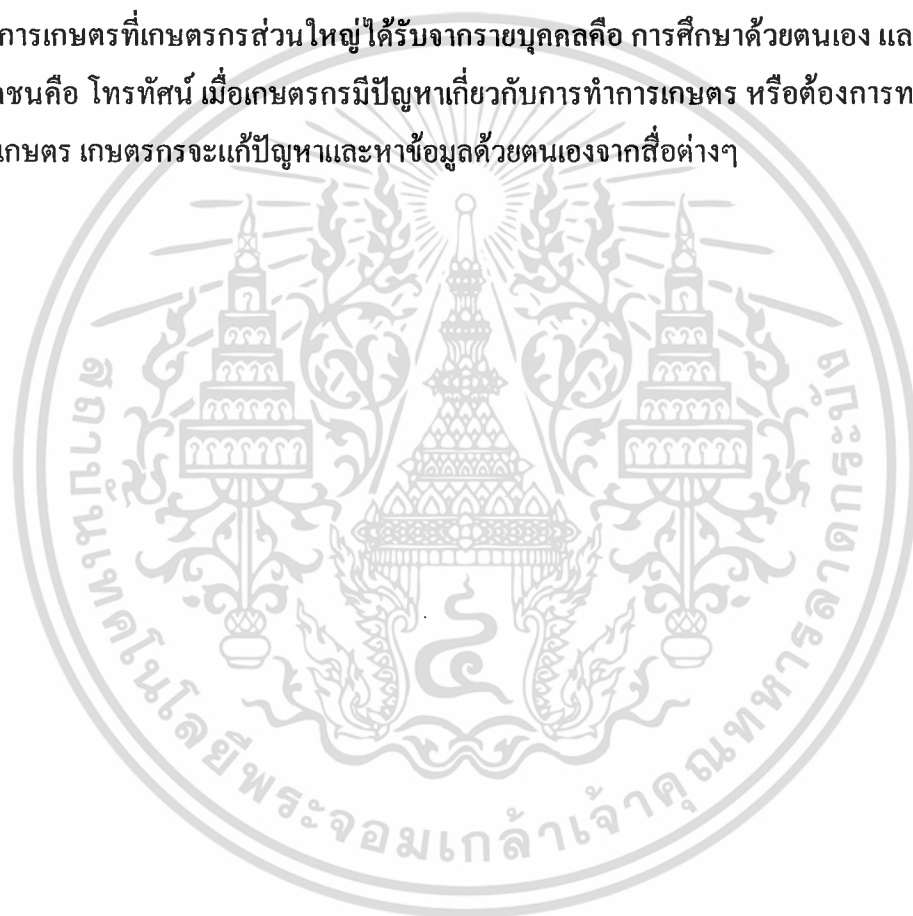 การเกษตรที่เกษตรกรส่วนใหญ่ได้รับจากรายบุคคลคือ การศึกษาด้วยตนเอง แล
ชนคือ โทรทัศน์ เมื่อเกษตรกรมีปัญหาเกี่ยวกับการทำการเกษตร หรือต้องการท
กษตร เกษตรกรจะแก้ปัญหาและหาข้อมูลด้วยตนเองจากสื่อต่างๆ
สถาบันเทคโนโลยีพระจอมเกล้าเจ้าคุณทหารลาดกระบัง
๔